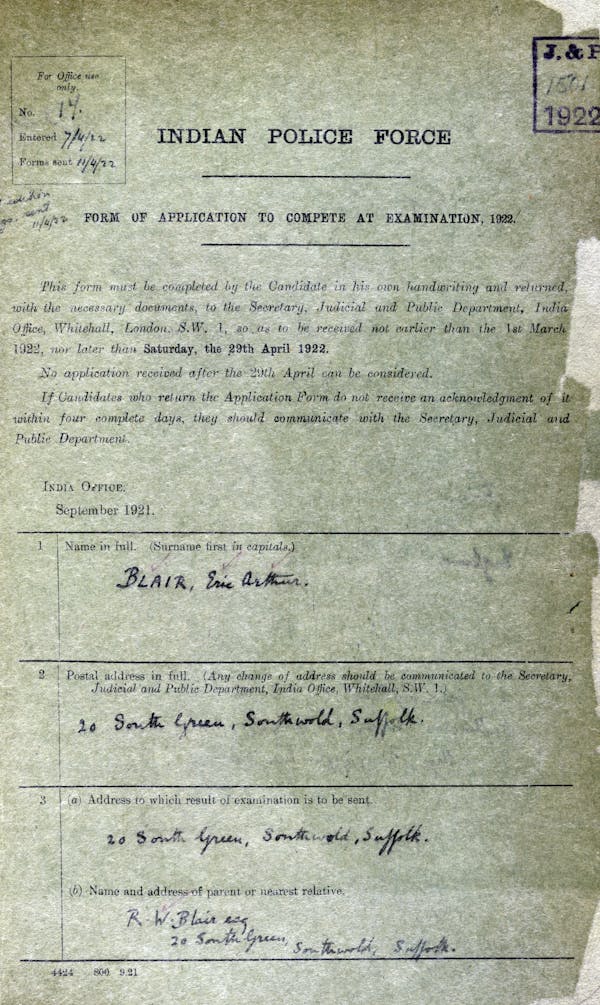 J. & P.
1501
1922
For Office use
only.
No. 14.
Entered 7/4/22
Forms sent 11/4/22
sent
11/4/22
INDIAN POLICE FORCE
FORM OF APPLICATION TO COMPETE AT EXAMINATION, 1922.
This form must be completed by the Candidate in his own handwriting and returned,
with the necessary documents, to the Secretary, Judicial and Public Department, India
Office, Whitehall, London, S.W. 1, so as to be received not earlier than the 1st March
1922, nor later than Saturday, the 29th April 1922.
No application received after the 29th April can be considered.
If Candidates who return the Application Form do not receive an acknowledgment of it
within four complete days, they should communicate with the Secretary, Judicial and
Public Department.
INDIA OFFICE.
September 1921.
1 Name in full. (Surname first in capitals.)
BLAIR, Eric Arthur.
2 Postal address in full. (Any change of address should be communicated to the Secretary,
Judicial and Public Department, India Office, Whitehall, S.W. 1.)
20 South Green, Southwold, Suffolk.
3 (a) Address to which result of examination is to be sent.
20 South Green, Southwold, Suffolk.
(b) Name and address of parent or nearest relative.
R. W. Blair esq
20 South Green, Southwold, Suffolk.
4424 800 9.21